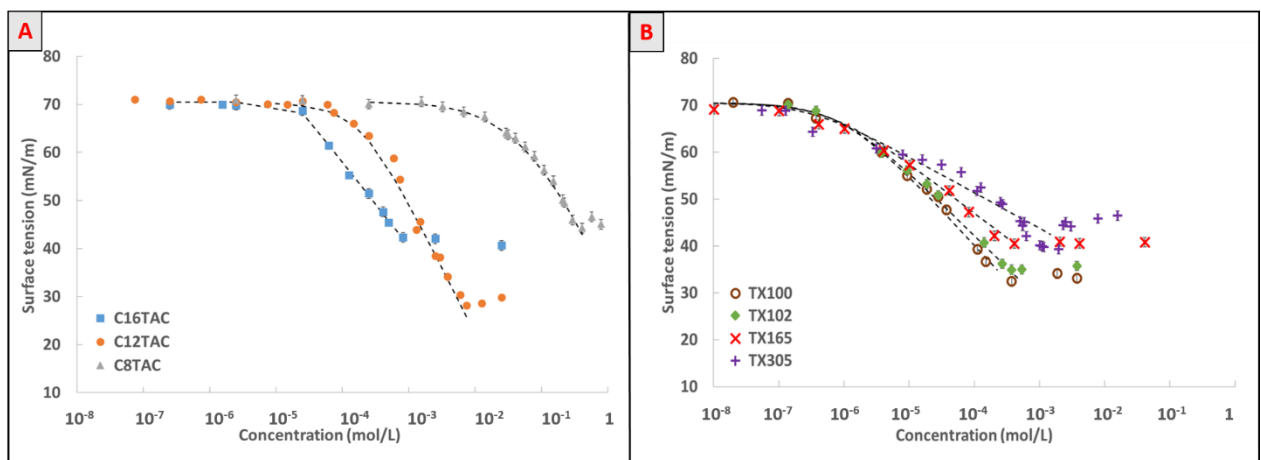 A
Surface tension (mN/m)
80
70
60
50
40
30
20
10
C16TAC
C12TAC
C8TAC
10⁻⁸ 10⁻⁷ 10⁻⁶ 10⁻⁵ 10⁻⁴ 10⁻³ 10⁻² 10⁻¹ 1
Concentration (mol/L)
B
Surface tension (mN/m)
80
70
60
50
40
30
20
10
TX100
TX102
TX165
TX305
10⁻⁸ 10⁻⁷ 10⁻⁶ 10⁻⁵ 10⁻⁴ 10⁻³ 10⁻² 10⁻¹ 1
Concentration (mol/L)